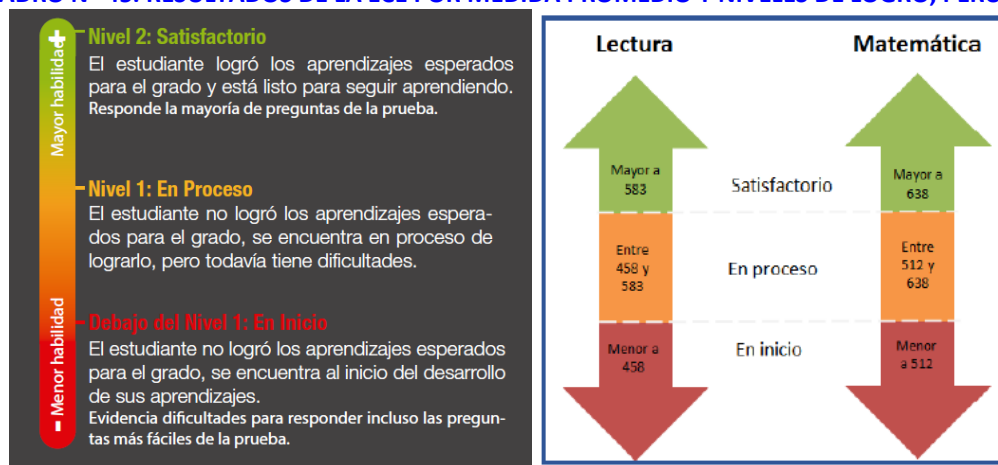 Nivel 2: Satisfactorio
El estudiante logró los aprendizajes esperados
para el grado y está listo para seguir aprendiendo.
Responde la mayoría de preguntas de la prueba.
Nivel 1: En Proceso
El estudiante no logró los aprendizajes espera-
dos para el grado, se encuentra en proceso de
lograrlo, pero todavía tiene dificultades.
Debajo del Nivel 1: En Inicio
El estudiante no logró los aprendizajes esperados
para el grado, se encuentra al inicio del desarrollo
de sus aprendizajes.
Evidencia dificultades para responder incluso las pregun-
tas más fáciles de la prueba.
+ Mayor habilidad
- Menor habilidad
Lectura
Matemática
Mayor a
583
Satisfactorio
Mayor a
638
Entre
458 y
583
En proceso
Entre
512 y
638
Menor a
458
En inicio
Menor
a 512